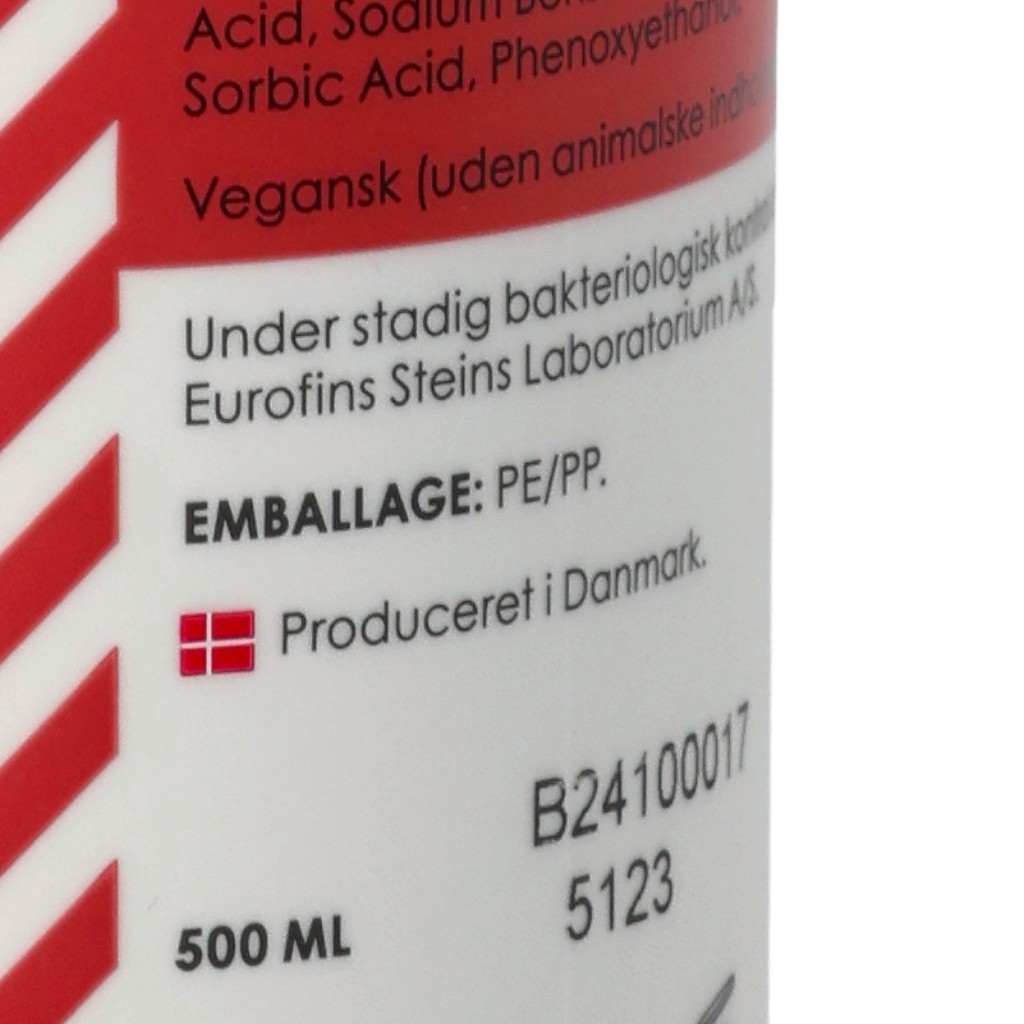 Acid, Sodium
Sorbic Acid, Phenoxyethanol.
Vegansk (uden animalske
Under stadig bakteriologisk
Eurofins Steins Laboratorium A/S.
EMBALLAGE: PE/PP.
Produceret i Danmark.
B24100017
5123
500 ML